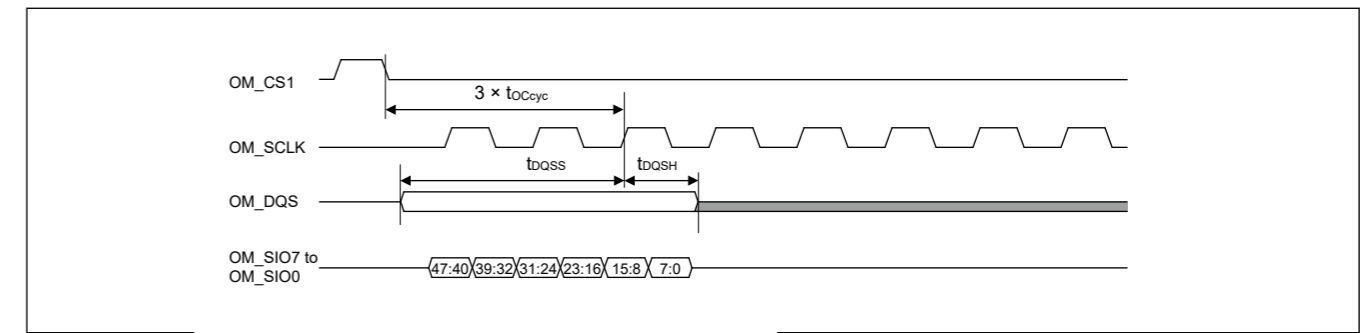 OM_CS1
3 × tOCcyc
OM_SCLK
tDQSS
tDQSH
OM_DQS
OM_SIO7 to
OM_SIO0
47:40 39:32 31:24 23:16 15:8 7:0